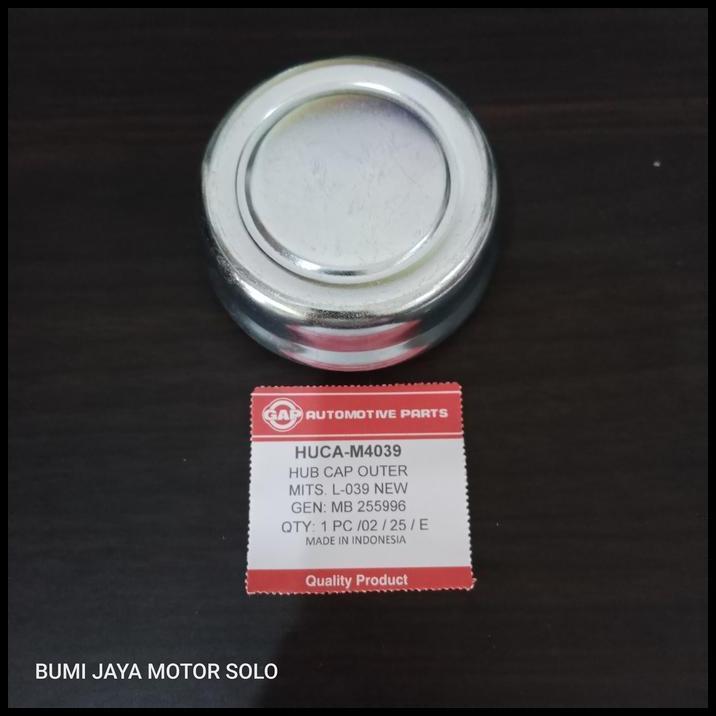 GAP AUTOMOTIVE PARTS
HUCA-M4039
HUB CAP OUTER
MITS. L-039 NEW
GEN: MB 255996
QTY: 1 PC /02 / 25 / E
MADE IN INDONESIA
Quality Product
BUMI JAYA MOTOR SOLO